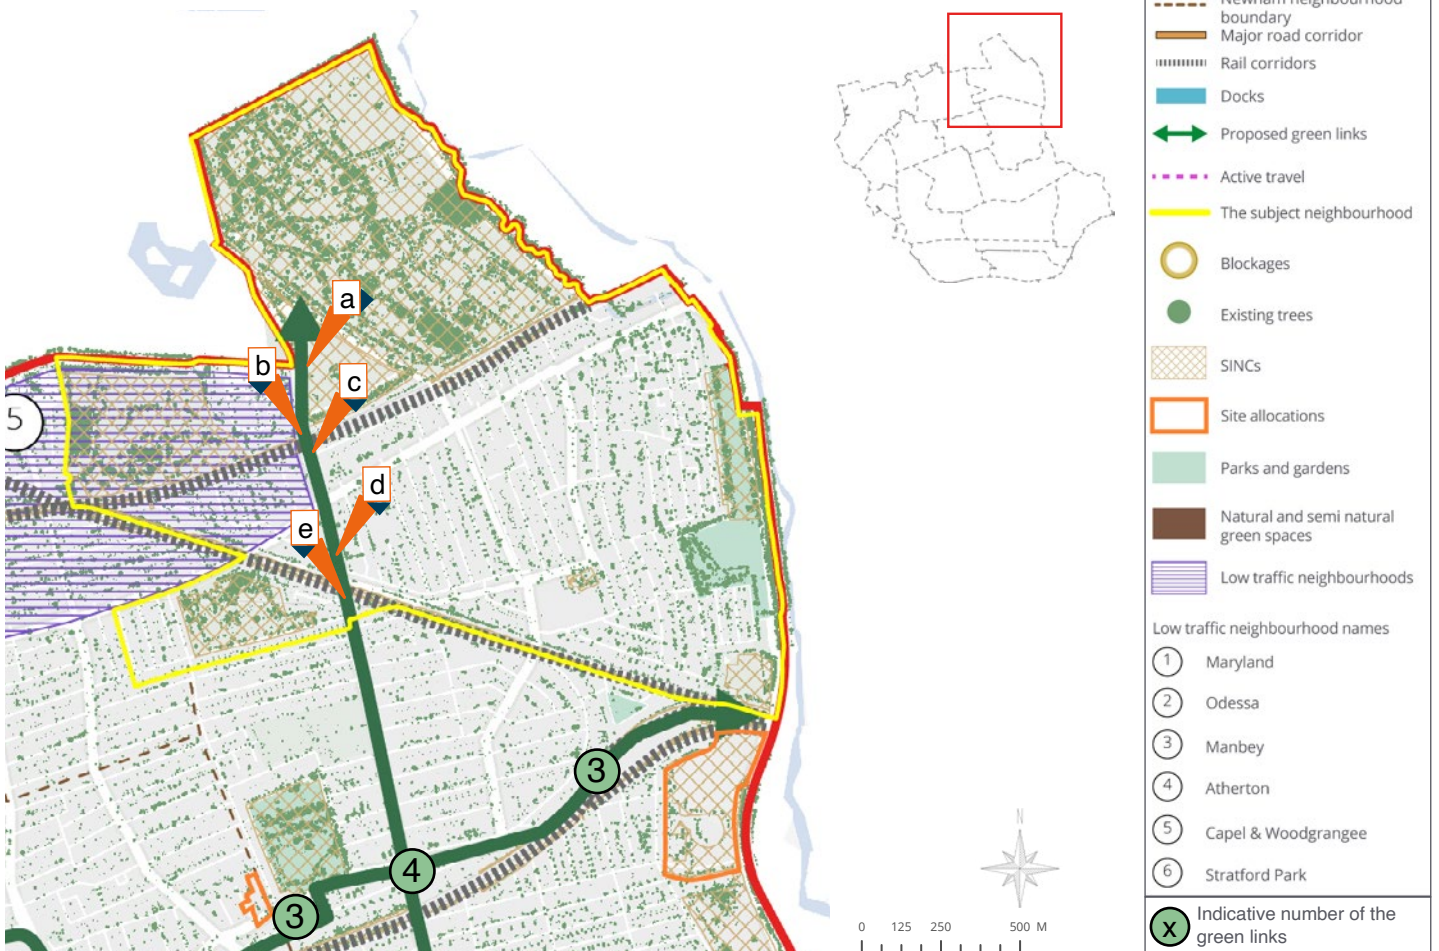 a
b
c
5
d
e
3
4
3
N
0 125 250 500 M
Newham neighbourhood
boundary
Major road corridor
Rail corridors
Docks
Proposed green links
Active travel
The subject neighbourhood
Blockages
Existing trees
SINCs
Site allocations
Parks and gardens
Natural and semi natural
green spaces
Low traffic neighbourhoods
Low traffic neighbourhood names
1 Maryland
2 Odessa
3 Manbey
4 Atherton
5 Capel & Woodgrangee
6 Stratford Park
x Indicative number of the
green links